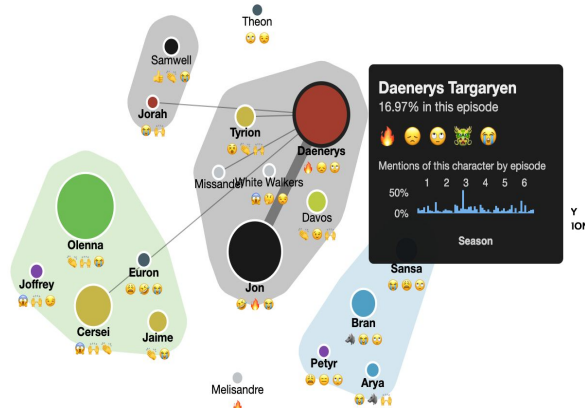 Theon
Samwell
Jorah
Tyrion
Daenerys
Missande
White Walkers
Davos
Olenna
Joffrey
Euron
Cersei
Jaime
Jon
Sansa
Bran
Petyr
Arya
Melisandre
Daenerys Targaryen
16.97% in this episode
Mentions of this character by episode
50%
0%
1 2 3 4 5 6
Season
Y
ION